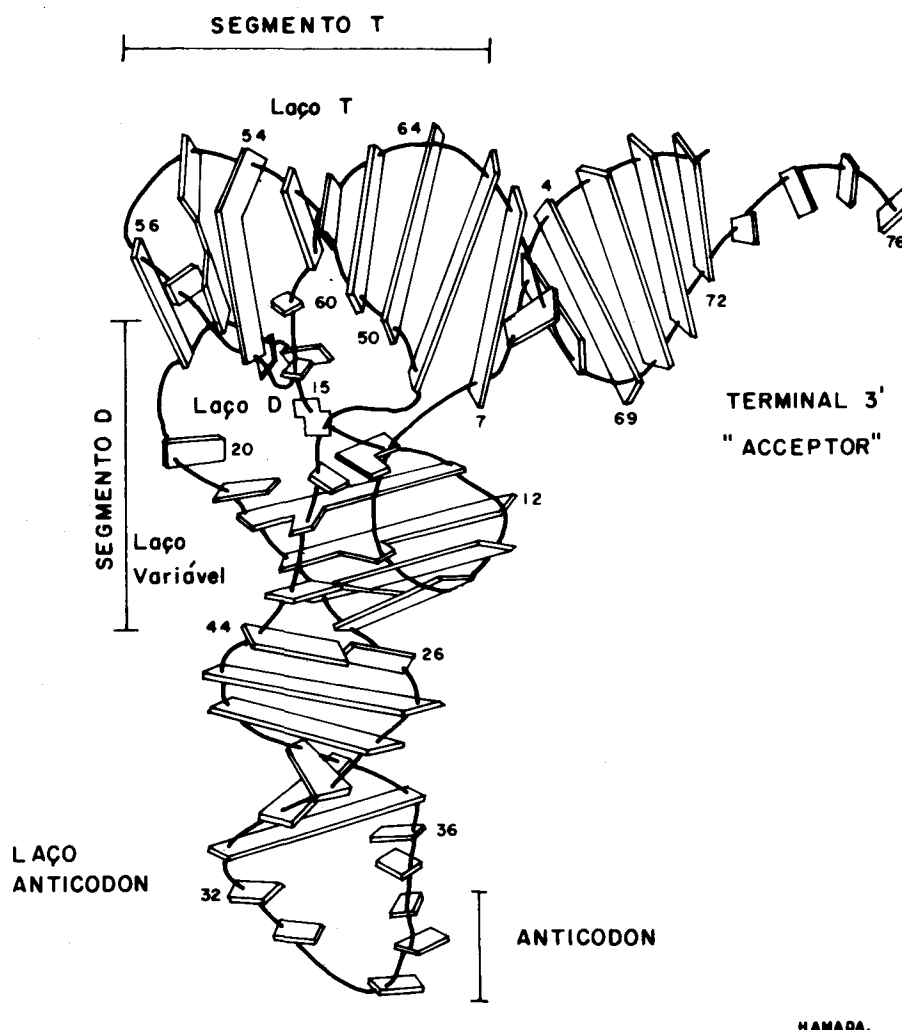 SEGMENTO T
Laço T
54
64
4
56
76
60
72
50
15
Laço D
7
69
TERMINAL 3'
"ACCEPTOR"
20
SEGMENTO D
12
Laço
Variável
44
26
36
LAÇO
ANTICODON
32
ANTICODON
HAMADA.